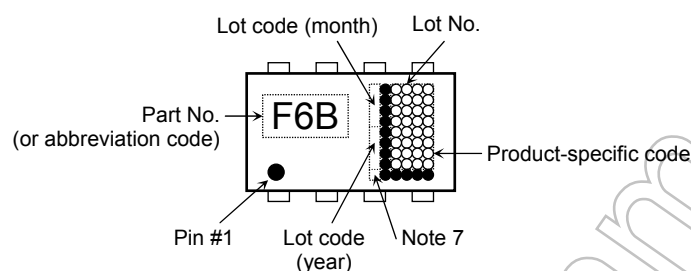 Lot code (month)
Lot No.
Part No.
(or abbreviation code)
F6B
Product-specific code
Pin #1
Lot code
(year)
Note 7